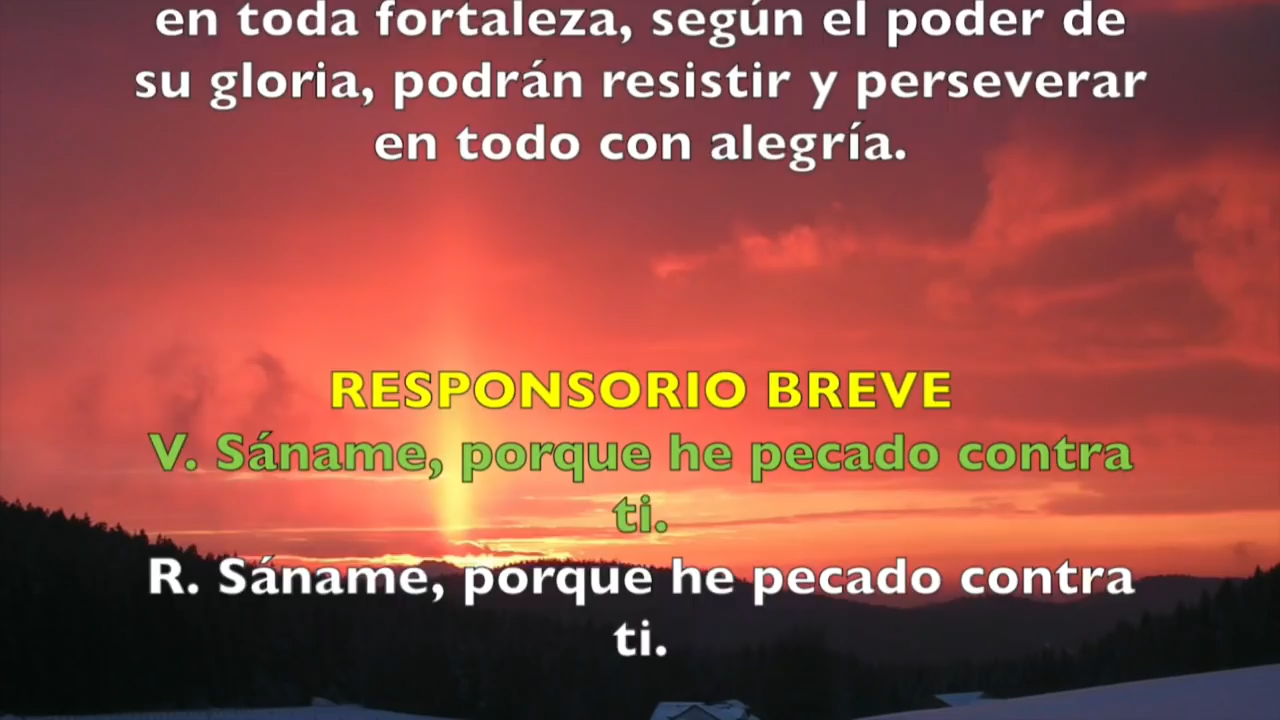 en toda fortaleza, según el poder de
su gloria, podrán resistir y perseverar
en todo con alegría.
RESPONSORIO BREVE
V. Sáname, porque he pecado contra
ti.
R. Sáname, porque he pecado contra
ti.